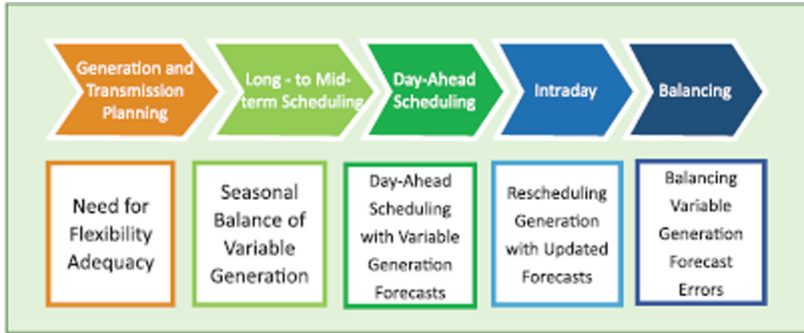 Generation and
Transmission
Planning
Long - to Mid-
term Scheduling
Day-Ahead
Scheduling
Intraday
Balancing
Need for
Flexibility
Adequacy
Seasonal
Balance of
Variable
Generation
Day-Ahead
Scheduling
with Variable
Generation
Forecasts
Rescheduling
Generation
with Updated
Forecasts
Balancing
Variable
Generation
Forecast
Errors